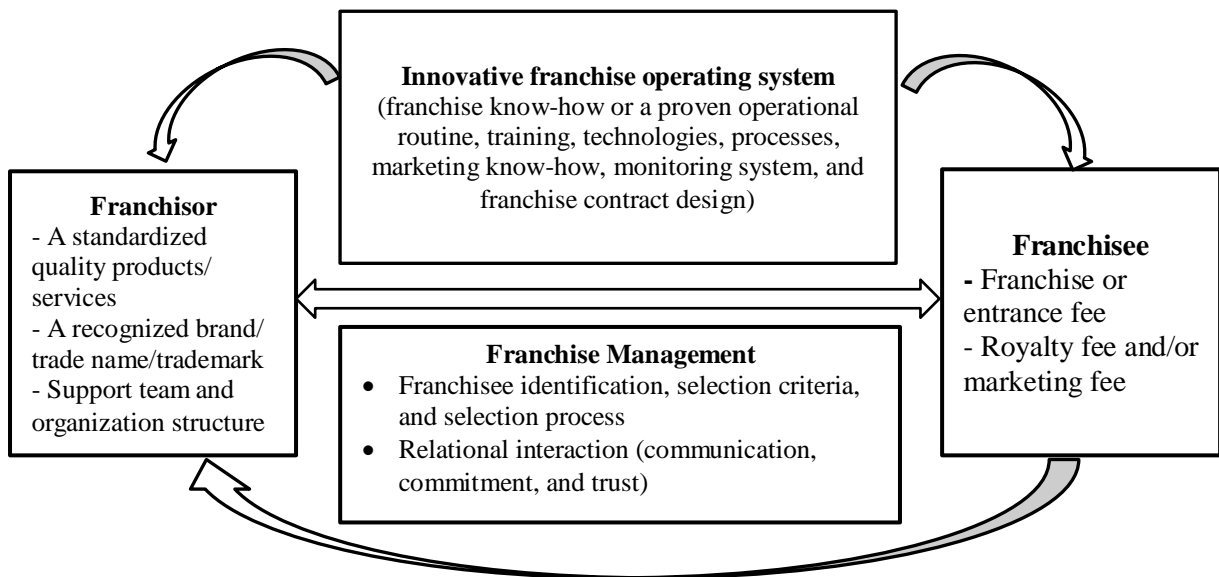 Innovative franchise operating system
(franchise know-how or a proven operational
routine, training, technologies, processes,
marketing know-how, monitoring system, and
franchise contract design)
Franchisor
- A standardized
quality products/
services
- A recognized brand/
trade name/trademark
- Support team and
organization structure
Franchisee
- Franchise or
entrance fee
- Royalty fee and/or
marketing fee
Franchise Management
• Franchisee identification, selection criteria,
and selection process
• Relational interaction (communication,
commitment, and trust)